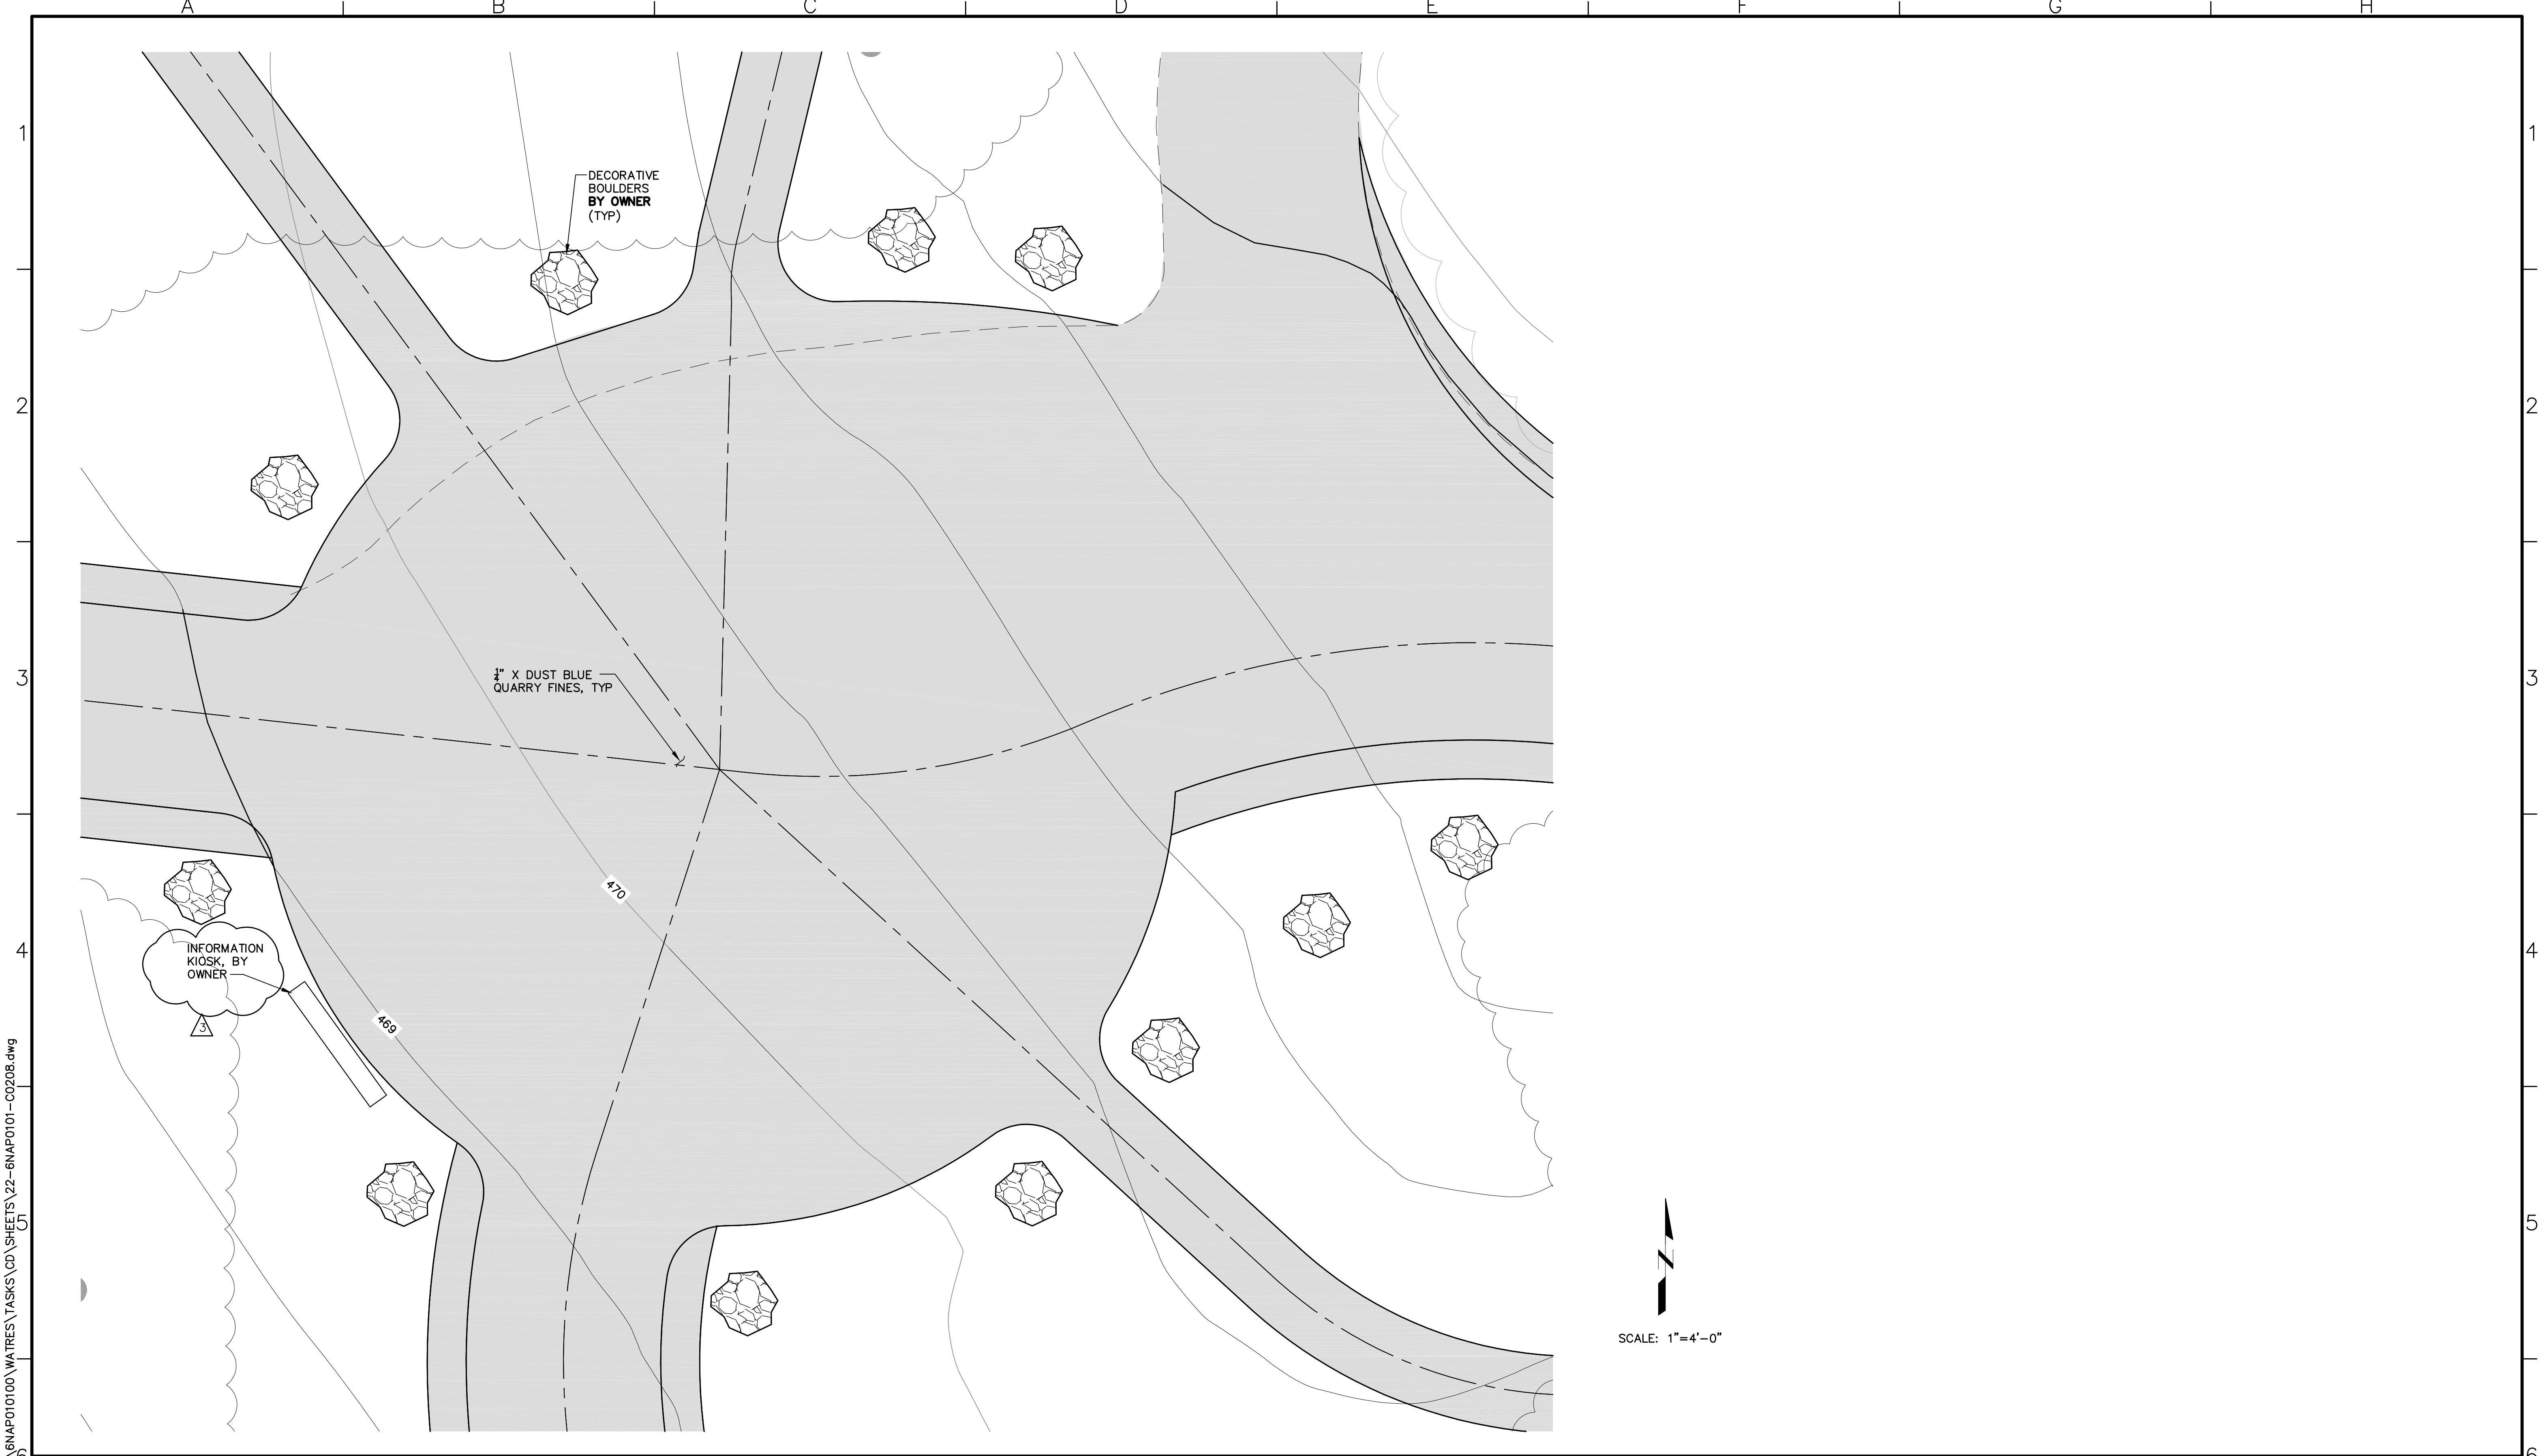 A B C D E F G H
1
1
DECORATIVE
BOULDERS
BY OWNER
(TYP)
2
2
3
3
¼" X DUST BLUE
QUARRY FINES, TYP
470
4
4
INFORMATION
KIOSK, BY
OWNER
3
469
5
5
N
SCALE: 1"=4'-0"
\6NAP010100\WATRES\TASKS\CD\SHEETS\22-6NAP0101-C0208.dwg
6
6